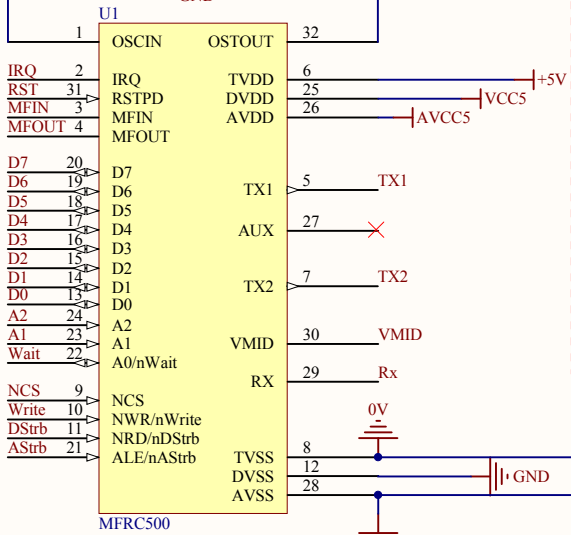 GND
U1
1 OSCIN OSTOUT 32
IRQ 2 IRQ TVDD 6 +5V
RST 31 RSTPD DVDD 25 VCC5
MFIN 3 MFIN AVDD 26 AVCC5
MFOUT 4 MFOUT
D7 20 D7
D6 19 D6 TX1 5 TX1
D5 18 D5
D4 17 D4 AUX 27
D3 16 D3
D2 15 D2
D1 14 D1 TX2 7 TX2
D0 13 D0
A2 24 A2
A1 23 A1 VMID 30 VMID
Wait 22 A0/nWait
RX 29 Rx
NCS 9 NCS 0V
Write 10 NWR/nWrite
DStrb 11 NRD/nDStrb
AStrb 21 ALE/nAStrb TVSS 8
DVSS 12 GND
AVSS 28
MFRC500